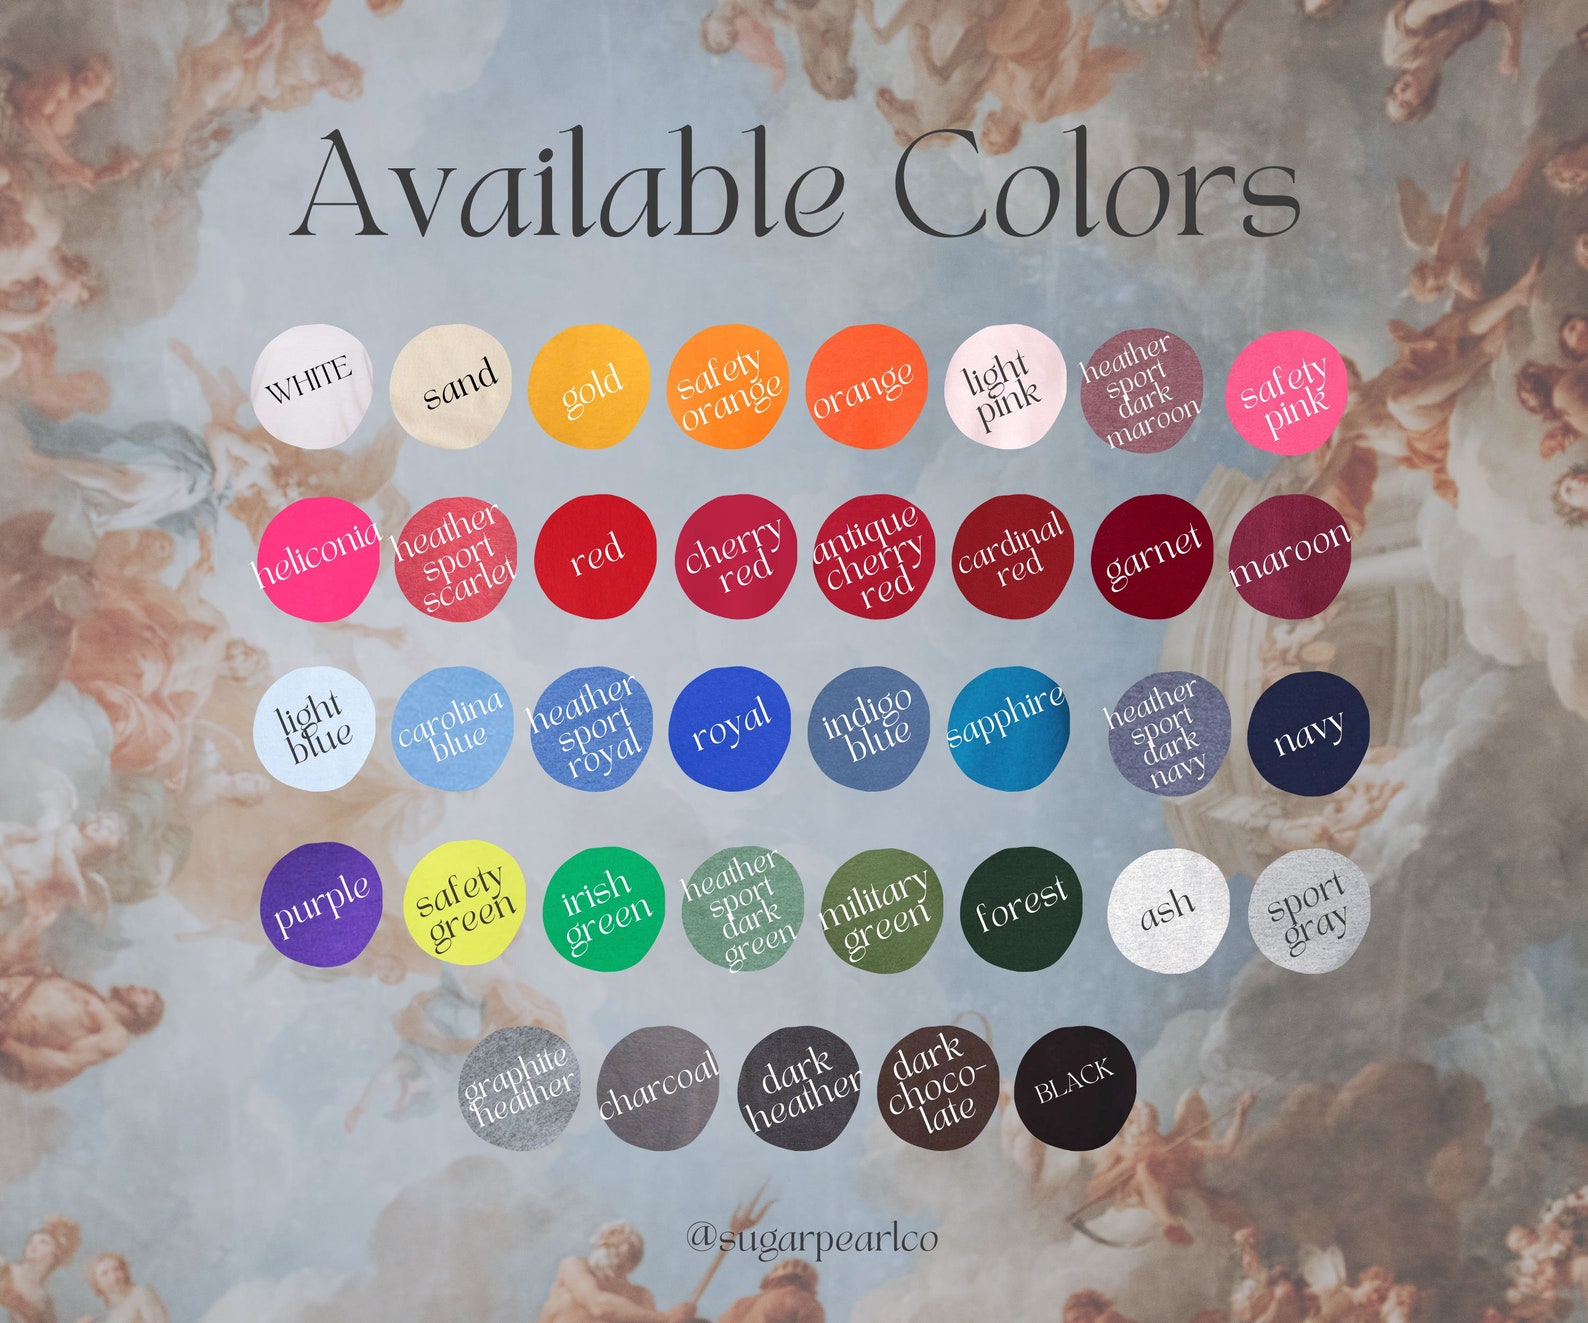 Available Colors
WHITE
sand
gold
safety
orange
orange
light
pink
heather
sport
dark
maroon
safety
pink
heliconia
heather
sport
scarlet
red
cherry
red
antique
cherry
red
cardinal
red
garnet
maroon
light
blue
carolina
blue
heather
sport
royal
royal
indigo
blue
sapphire
heather
sport
dark
navy
navy
purple
safety
green
irish
green
heather
sport
dark
green
military
green
forest
ash
sport
gray
graphite
heather
charcoal
dark
heather
dark
choco-
late
BLACK
@sugarpearlco